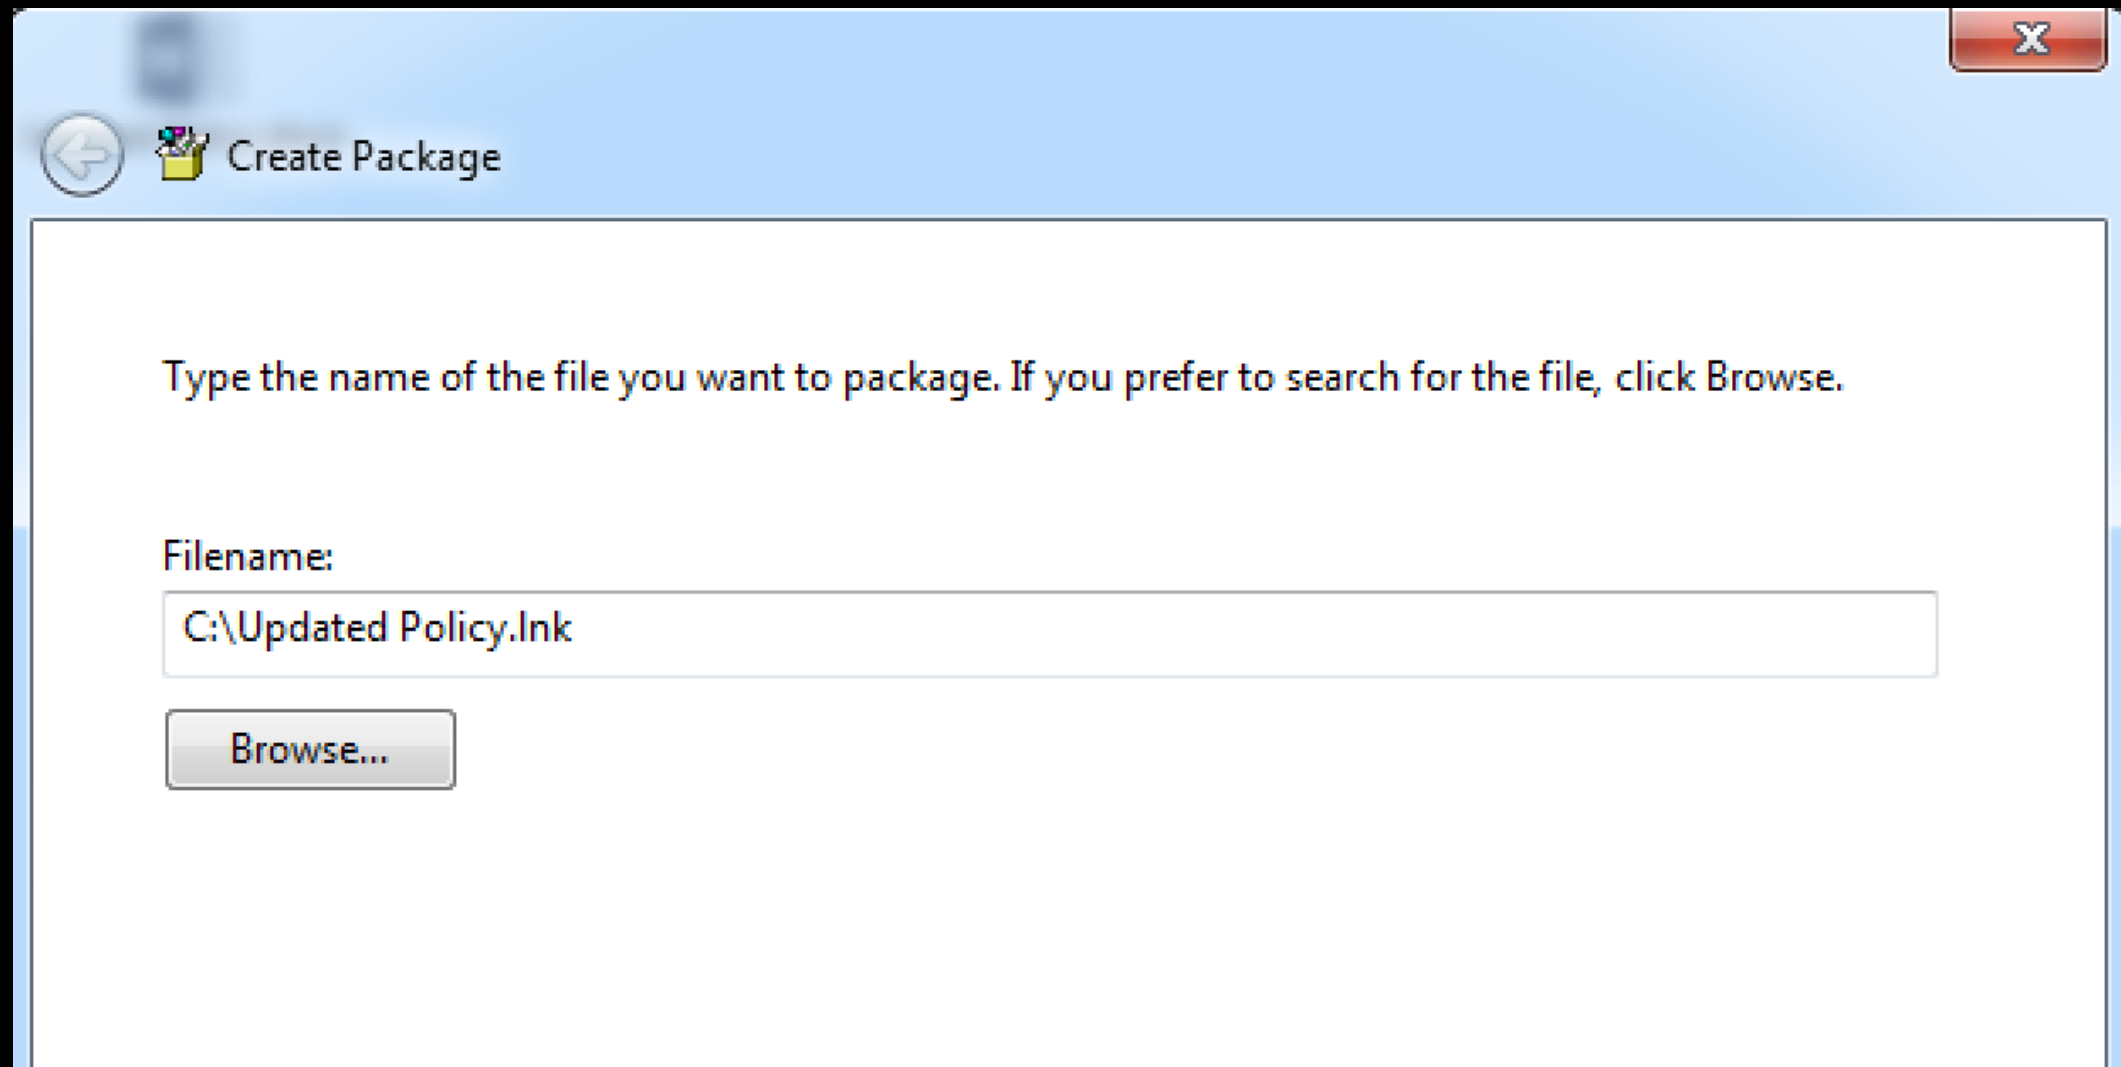 Create Package
Type the name of the file you want to package. If you prefer to search for the file, click Browse.
Filename:
C:\Updated Policy.lnk
Browse...